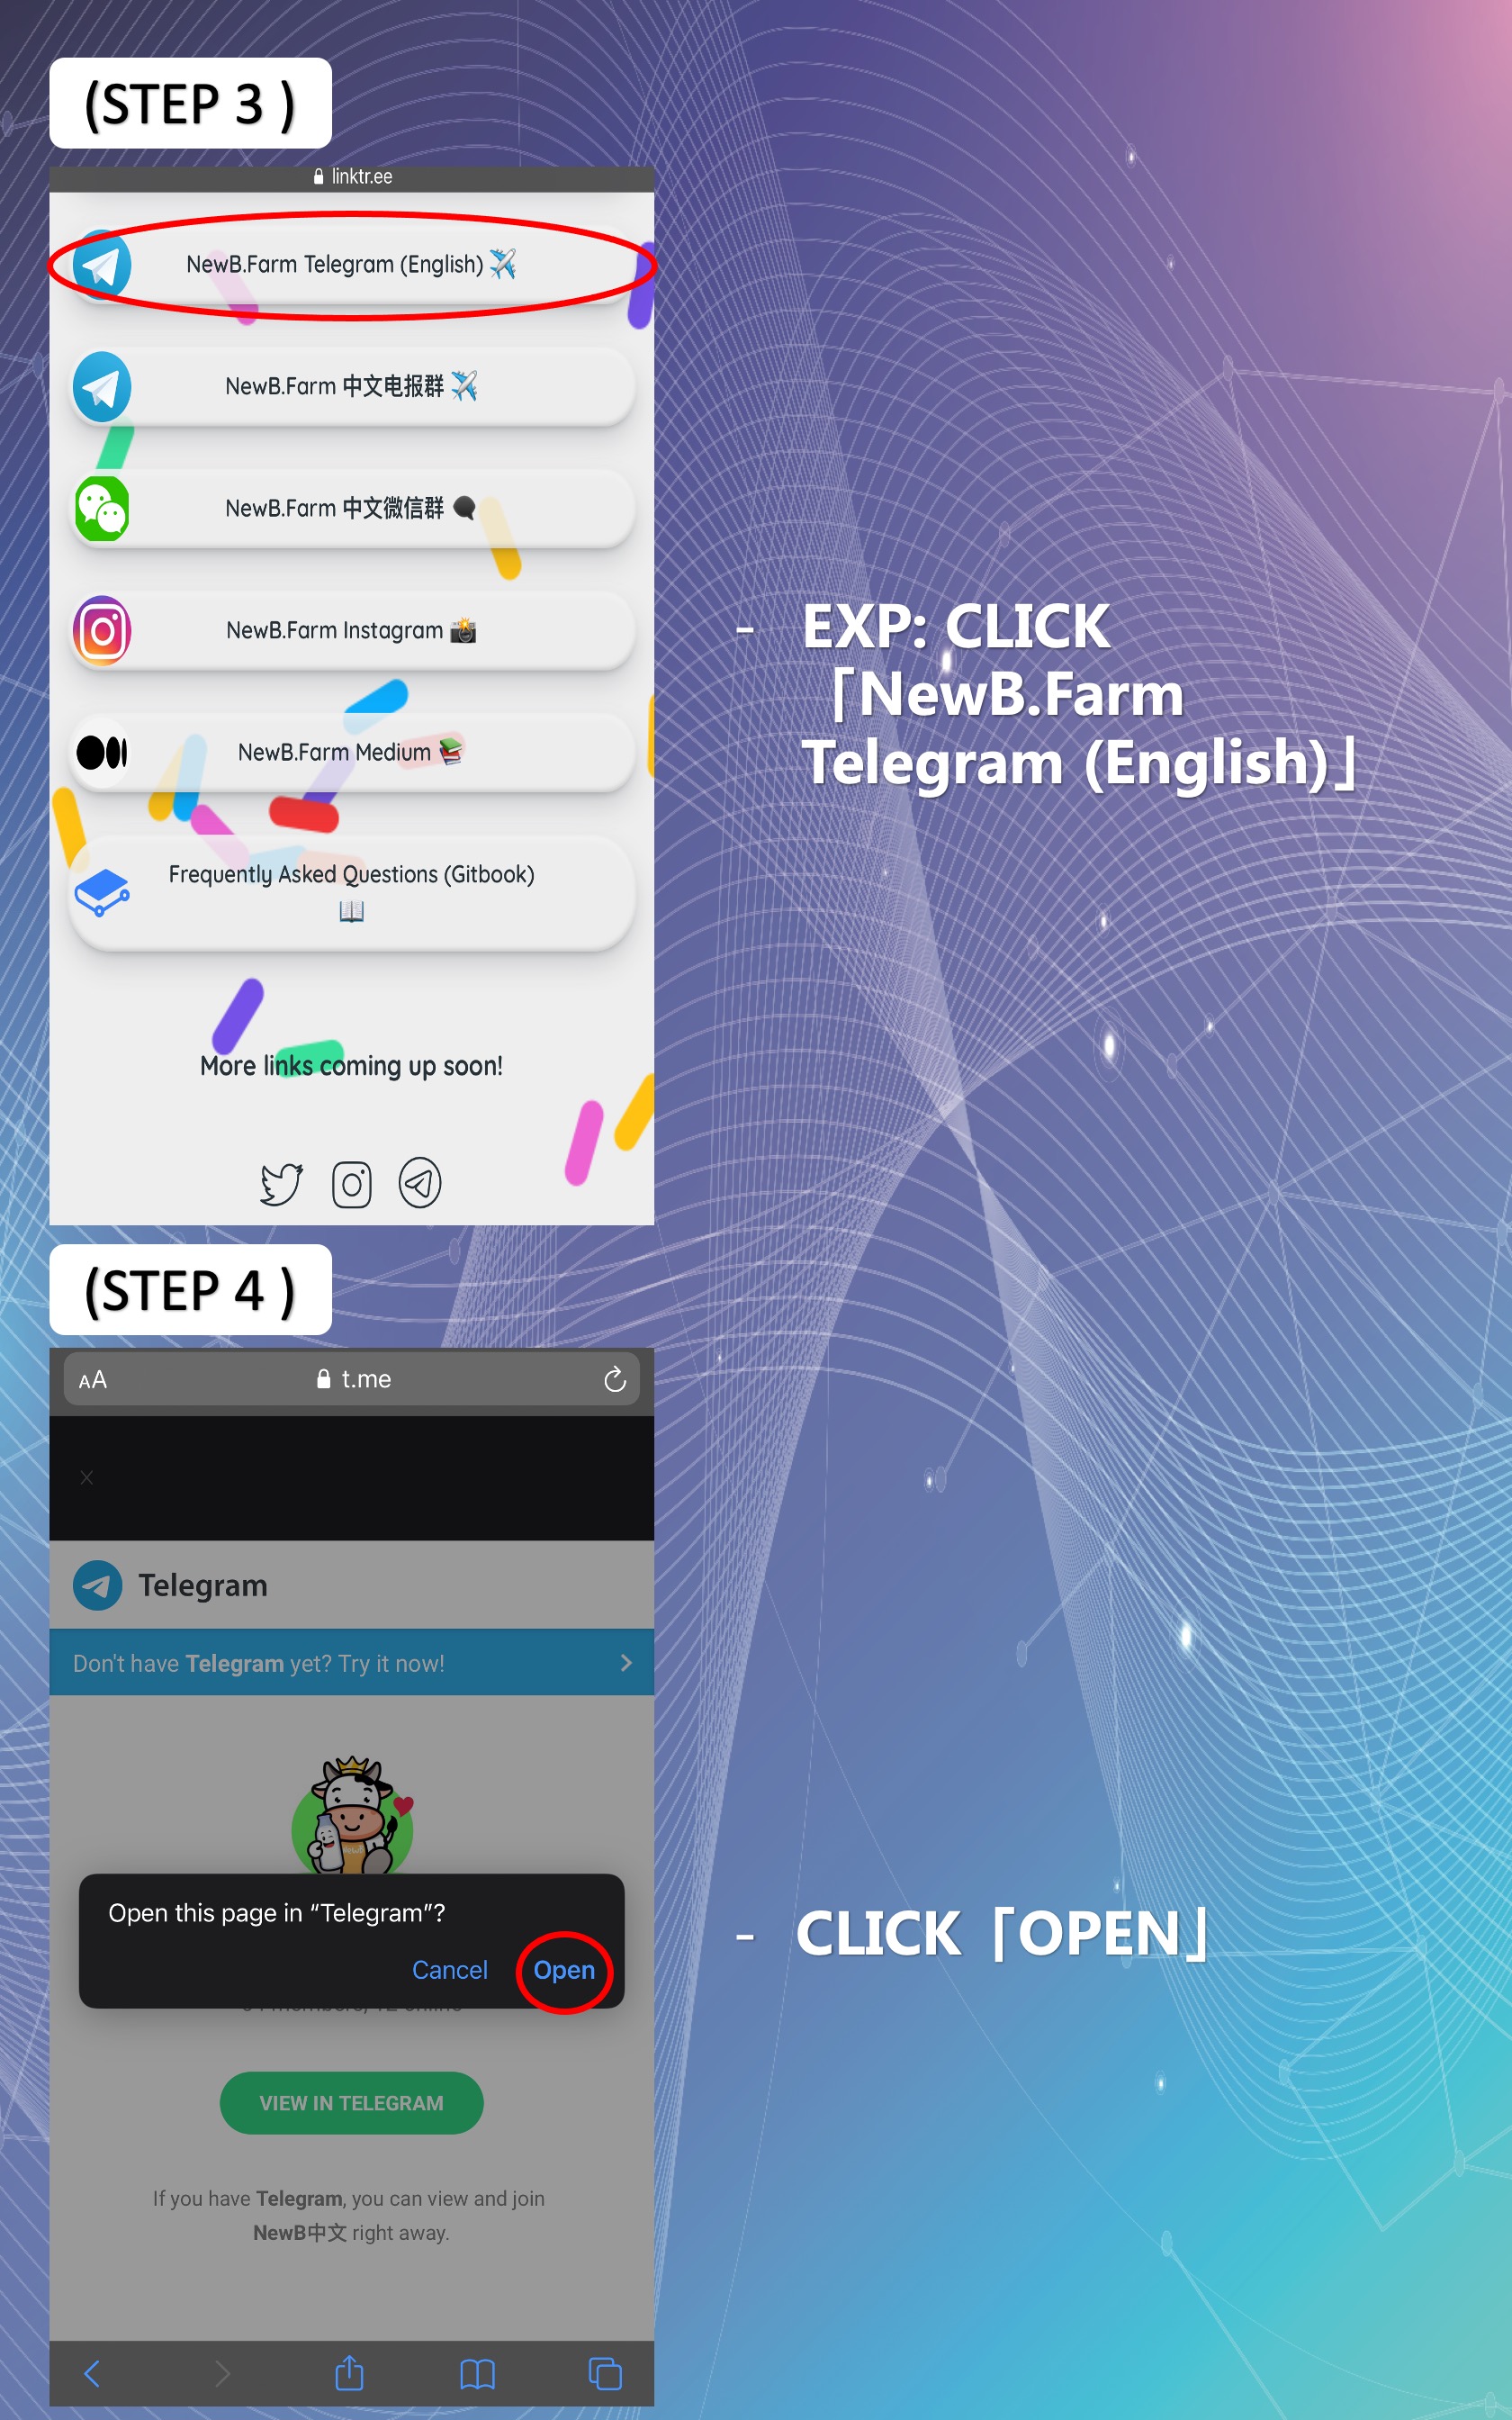 (STEP 3 )
linktr.ee
NewB.Farm Telegram (English) ✈️
NewB.Farm 中文电报群 ✈️
NewB.Farm 中文微信群 🗨️
NewB.Farm Instagram 📸
NewB.Farm Medium 📚
Frequently Asked Questions (Gitbook)
📖
More links coming up soon!
- EXP: CLICK
「NewB.Farm
Telegram (English)」
(STEP 4 )
AA t.me
Telegram
Don't have Telegram yet? Try it now!
Open this page in “Telegram”?
Cancel Open
VIEW IN TELEGRAM
If you have Telegram, you can view and join
NewB中文 right away.
- CLICK「OPEN」